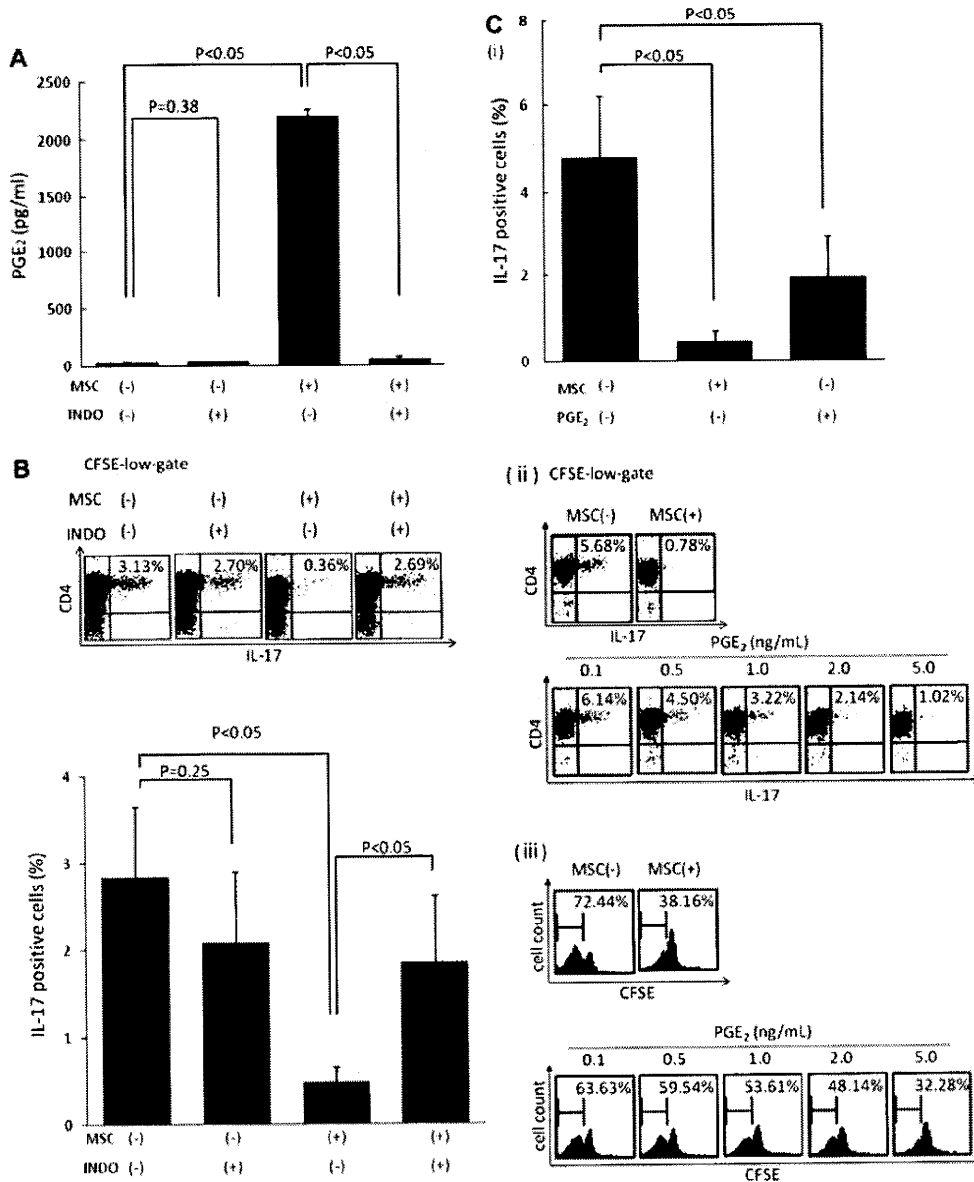 A
P<0.05
P<0.05
P=0.38
2500
2000
1500
1000
500
0
PGE₂ (pg/ml)
MSC (-) (-) (+) (+)
INDO (-) (+) (-) (+)
B
CFSE-low-gate
MSC (-) (-) (+) (+)
INDO (-) (+) (-) (+)
3.13% 2.70% 0.36% 2.69%
CD4
IL-17
P<0.05
P=0.25
P<0.05
4
3
2
1
0
IL-17 positive cells (%)
MSC (-) (-) (+) (+)
INDO (-) (+) (-) (+)
C
(i)
P<0.05
P<0.05
8
6
4
2
0
IL-17 positive cells (%)
MSC (-) (+) (-)
PGE₂ (-) (-) (+)
(ii) CFSE-low-gate
MSC(-) MSC(+)
5.68% 0.78%
CD4
IL-17
PGE₂ (ng/mL)
0.1 0.5 1.0 2.0 5.0
6.14% 4.50% 3.22% 2.14% 1.02%
CD4
IL-17
(iii)
MSC(-) MSC(+)
72.44% 38.16%
cell count
CFSE
PGE₂ (ng/mL)
0.1 0.5 1.0 2.0 5.0
63.63% 59.54% 53.61% 48.14% 32.28%
cell count
CFSE